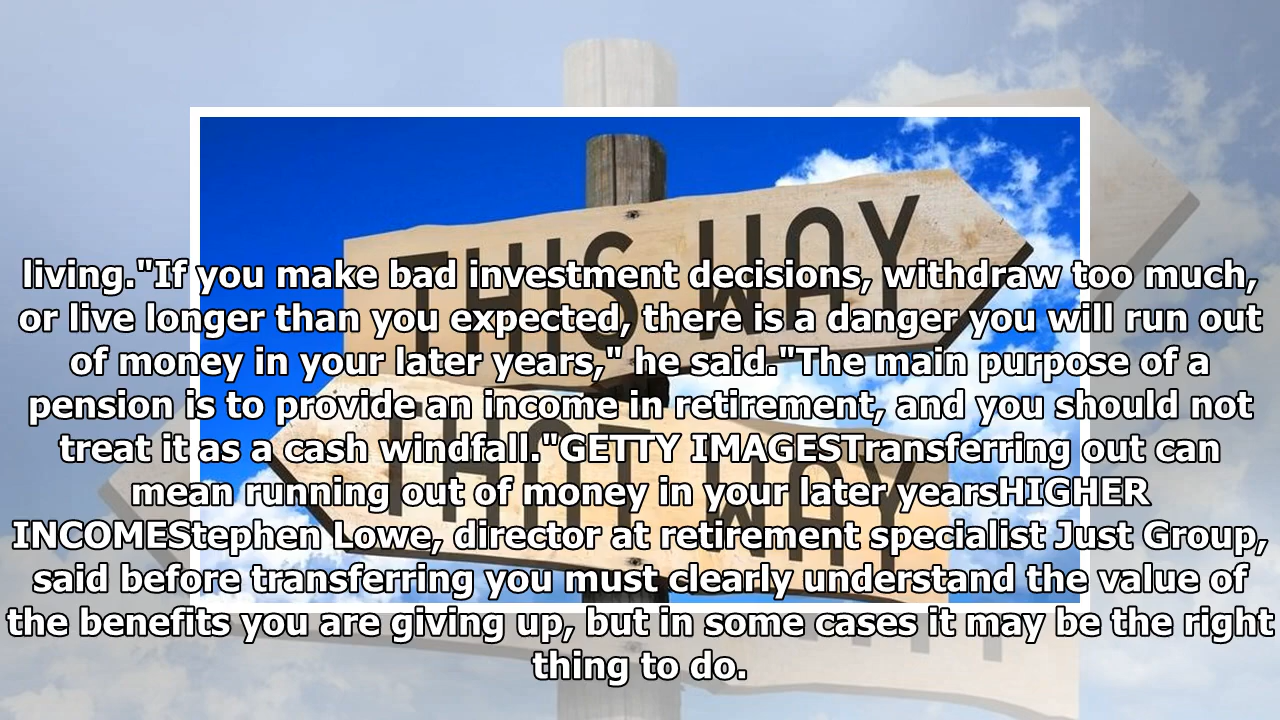 THIS WAY
THAT WAY
living."If you make bad investment decisions, withdraw too much,
or live longer than you expected, there is a danger you will run out
of money in your later years," he said."The main purpose of a
pension is to provide an income in retirement, and you should not
treat it as a cash windfall."GETTY IMAGESTransferring out can
mean running out of money in your later yearsHIGHER
INCOMEStephen Lowe, director at retirement specialist Just Group,
said before transferring you must clearly understand the value of
the benefits you are giving up, but in some cases it may be the right
thing to do.